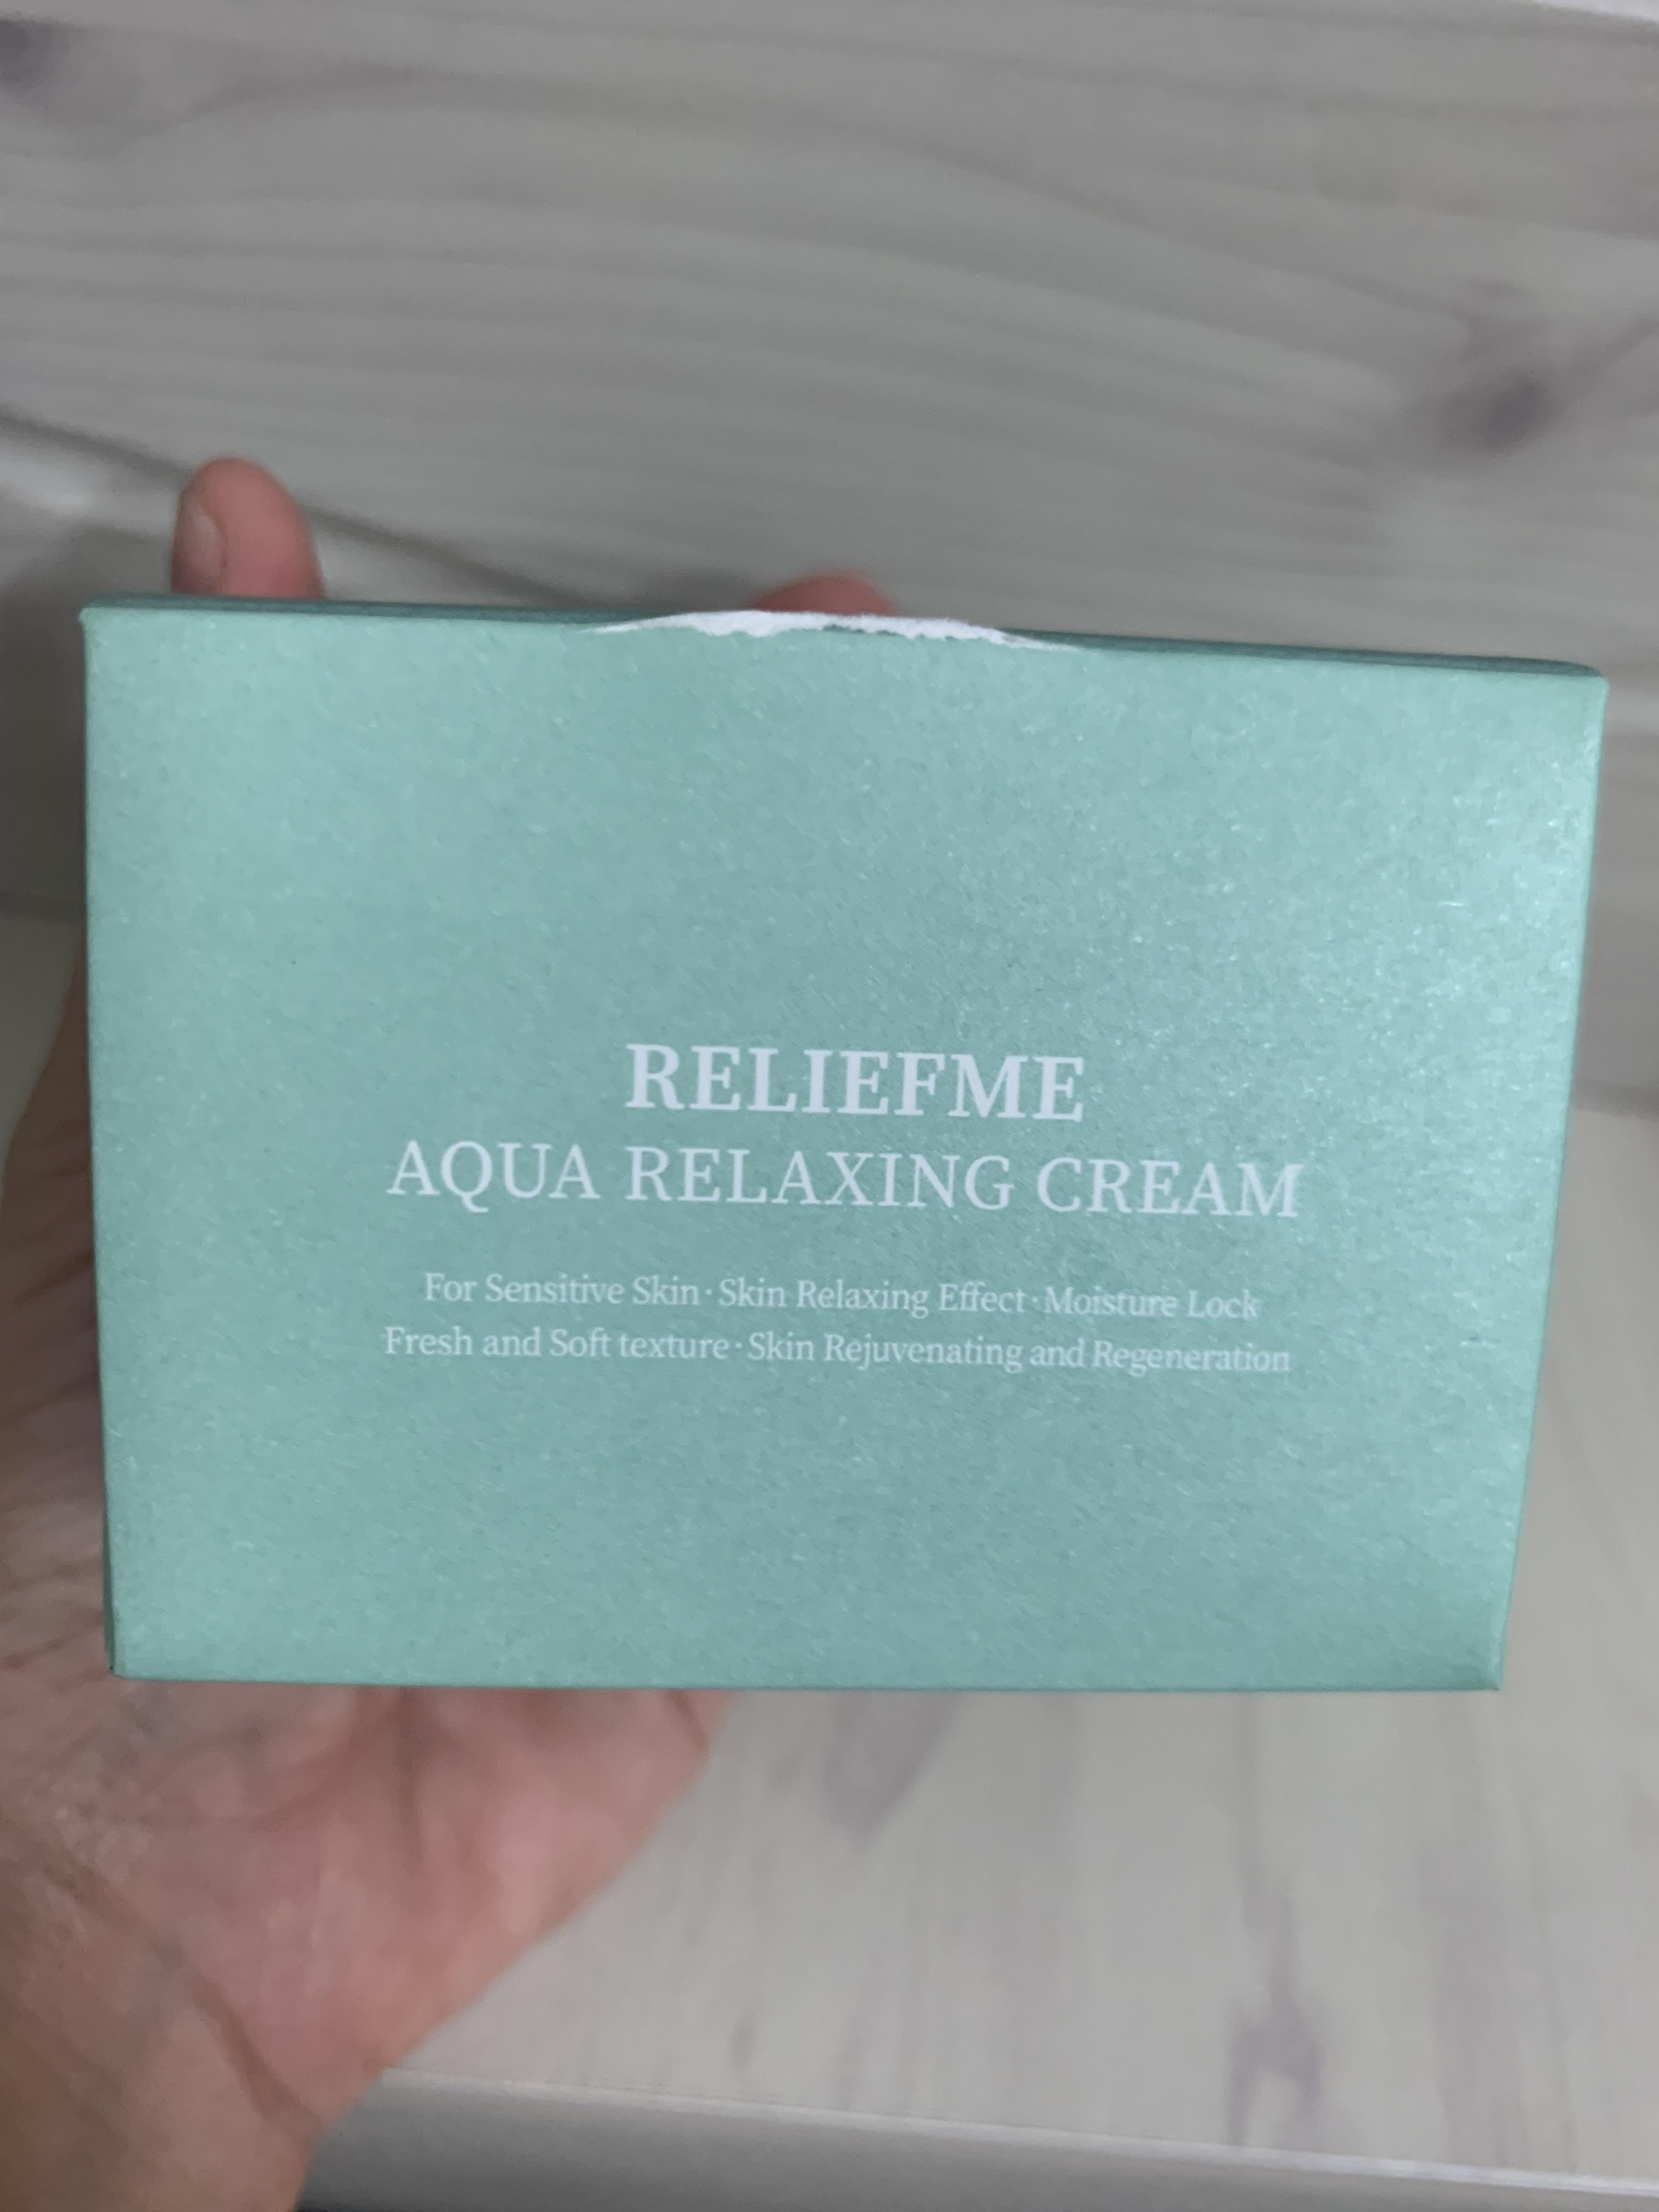 RELIEFME
AQUA RELAXING CREAM
For Sensitive Skin · Skin Relaxing Effect · Moisture Lock
Fresh and Soft texture · Skin Rejuvenating and Regeneration